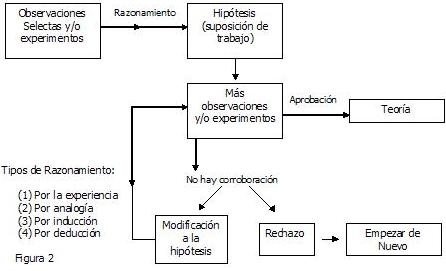 Observaciones
Selectas y/o
experimentos
Razonamiento
Hipótesis
(suposición de
trabajo)
Más
observaciones
y/o experimentos
Aprobación
Teoría
Tipos de Razonamiento:
(1) Por la experiencia
(2) Por analogía
(3) Por inducción
(4) Por deducción
No hay corroboración
Modificación
a la
hipótesis
Rechazo
Empezar de
Nuevo
Figura 2